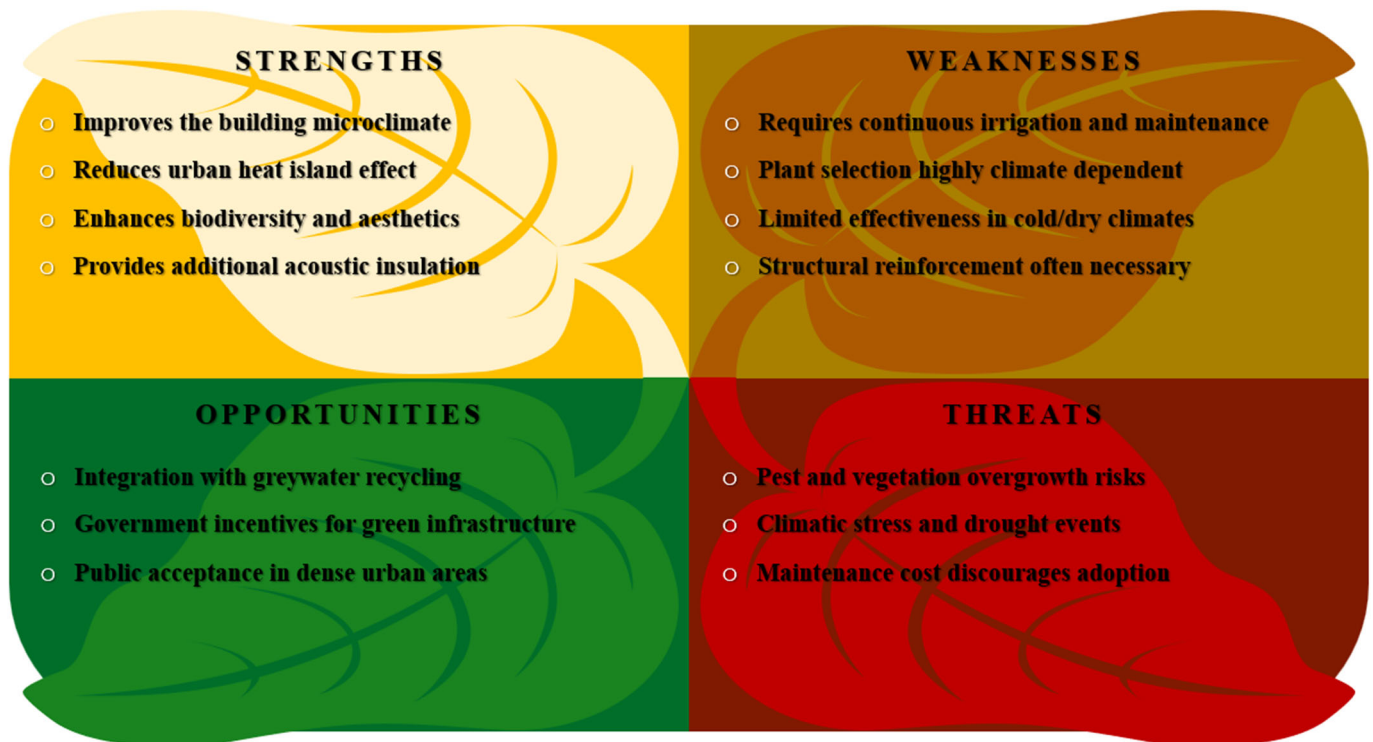 STRENGTHS
○ Improves the building microclimate
○ Reduces urban heat island effect
○ Enhances biodiversity and aesthetics
○ Provides additional acoustic insulation
WEAKNESSES
○ Requires continuous irrigation and maintenance
○ Plant selection highly climate dependent
○ Limited effectiveness in cold/dry climates
○ Structural reinforcement often necessary
OPPORTUNITIES
○ Integration with greywater recycling
○ Government incentives for green infrastructure
○ Public acceptance in dense urban areas
THREATS
○ Pest and vegetation overgrowth risks
○ Climatic stress and drought events
○ Maintenance cost discourages adoption